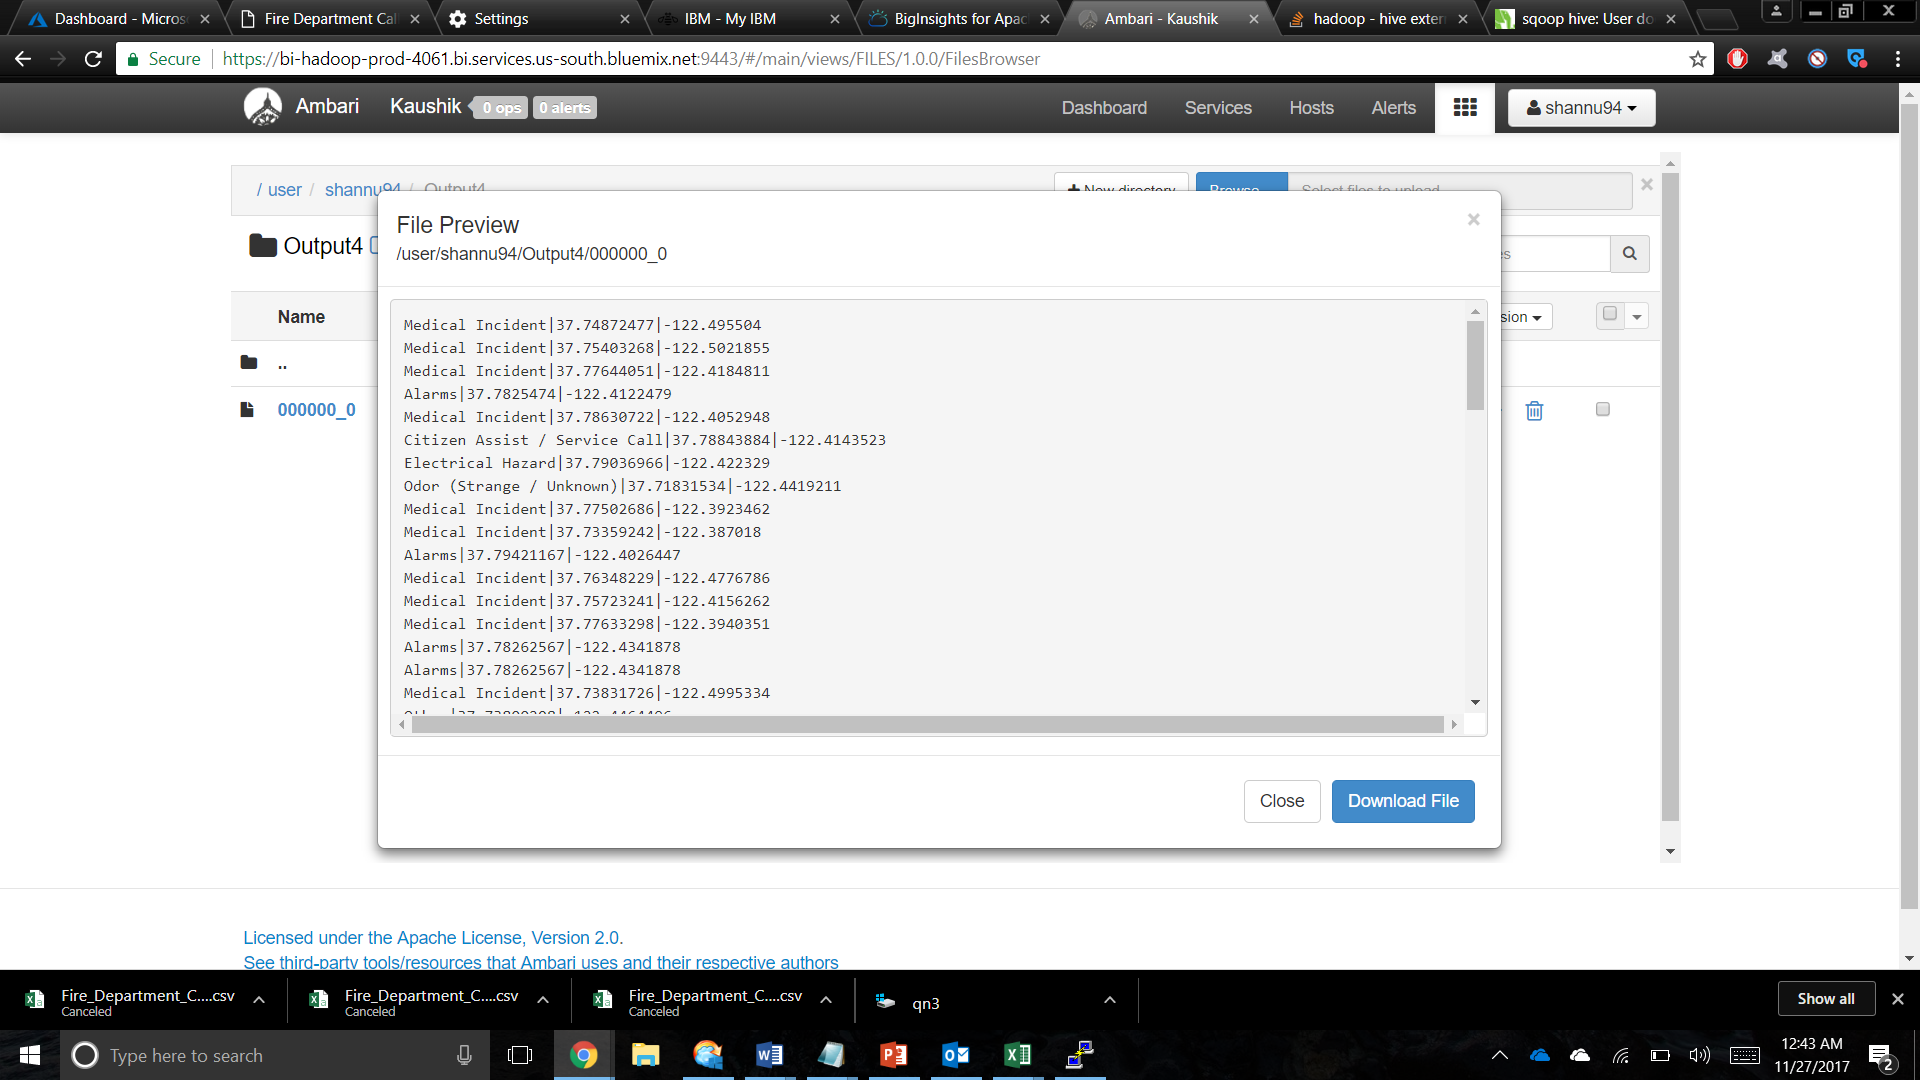 Dashboard - Micros
Fire Department Cal
Settings
IBM - My IBM
BigInsights for Apac
Ambari - Kaushik
hadoop - hive exter
sqoop hive: User do
Secure
https://bi-hadoop-prod-4061.bi.services.us-south.bluemix.net:9443/#/main/views/FILES/1.0.0/FilesBrowser
Ambari
Kaushik
0 ops
0 alerts
Dashboard
Services
Hosts
Alerts
shannu94
/ user / shannu94 / Output4
New directory
Browse
Select files to upload
Output4
File Preview
/user/shannu94/Output4/000000_0
Name
..
000000_0
Medical Incident|37.74872477|-122.495504
Medical Incident|37.75403268|-122.5021855
Medical Incident|37.77644051|-122.4184811
Alarms|37.7825474|-122.4122479
Medical Incident|37.78630722|-122.4052948
Citizen Assist / Service Call|37.78843884|-122.4143523
Electrical Hazard|37.79036966|-122.422329
Odor (Strange / Unknown)|37.71831534|-122.4419211
Medical Incident|37.77502686|-122.3923462
Medical Incident|37.73359242|-122.387018
Alarms|37.79421167|-122.4026447
Medical Incident|37.76348229|-122.4776786
Medical Incident|37.75723241|-122.4156262
Medical Incident|37.77633298|-122.3940351
Alarms|37.78262567|-122.4341878
Alarms|37.78262567|-122.4341878
Medical Incident|37.73831726|-122.4995334
Close
Download File
Licensed under the Apache License, Version 2.0.
See third-party tools/resources that Ambari uses and their respective authors
Fire_Department_C....csv
Canceled
Fire_Department_C....csv
Canceled
Fire_Department_C....csv
Canceled
qn3
Show all
Type here to search
12:43 AM
11/27/2017
2